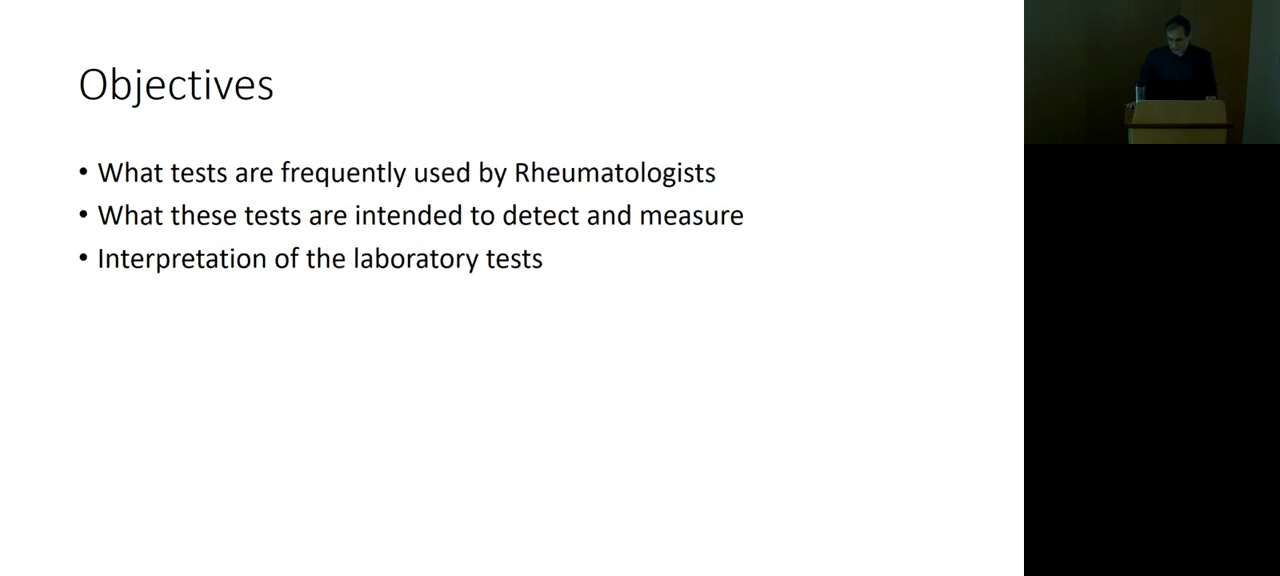 Objectives
• What tests are frequently used by Rheumatologists
• What these tests are intended to detect and measure
• Interpretation of the laboratory tests